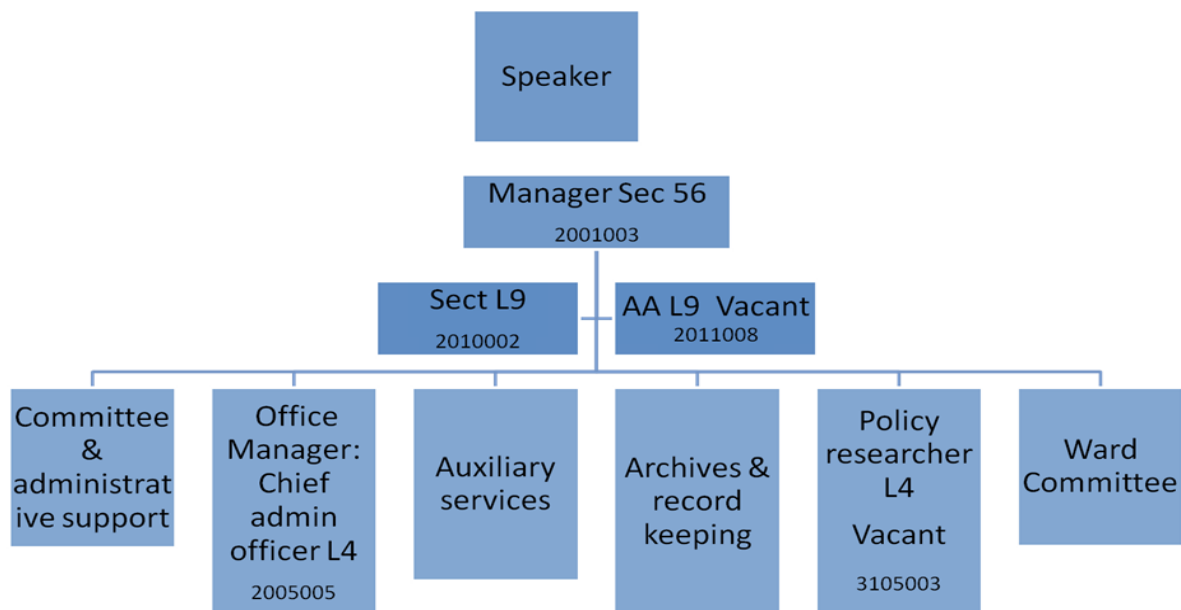 Speaker
Manager Sec 56
2001003
Sect L9
2010002
AA L9 Vacant
2011008
Committee
&
administrat
ive support
Office
Manager:
Chief
admin
officer L4
2005005
Auxiliary
services
Archives &
record
keeping
Policy
researcher
L4
Vacant
3105003
Ward
Committee